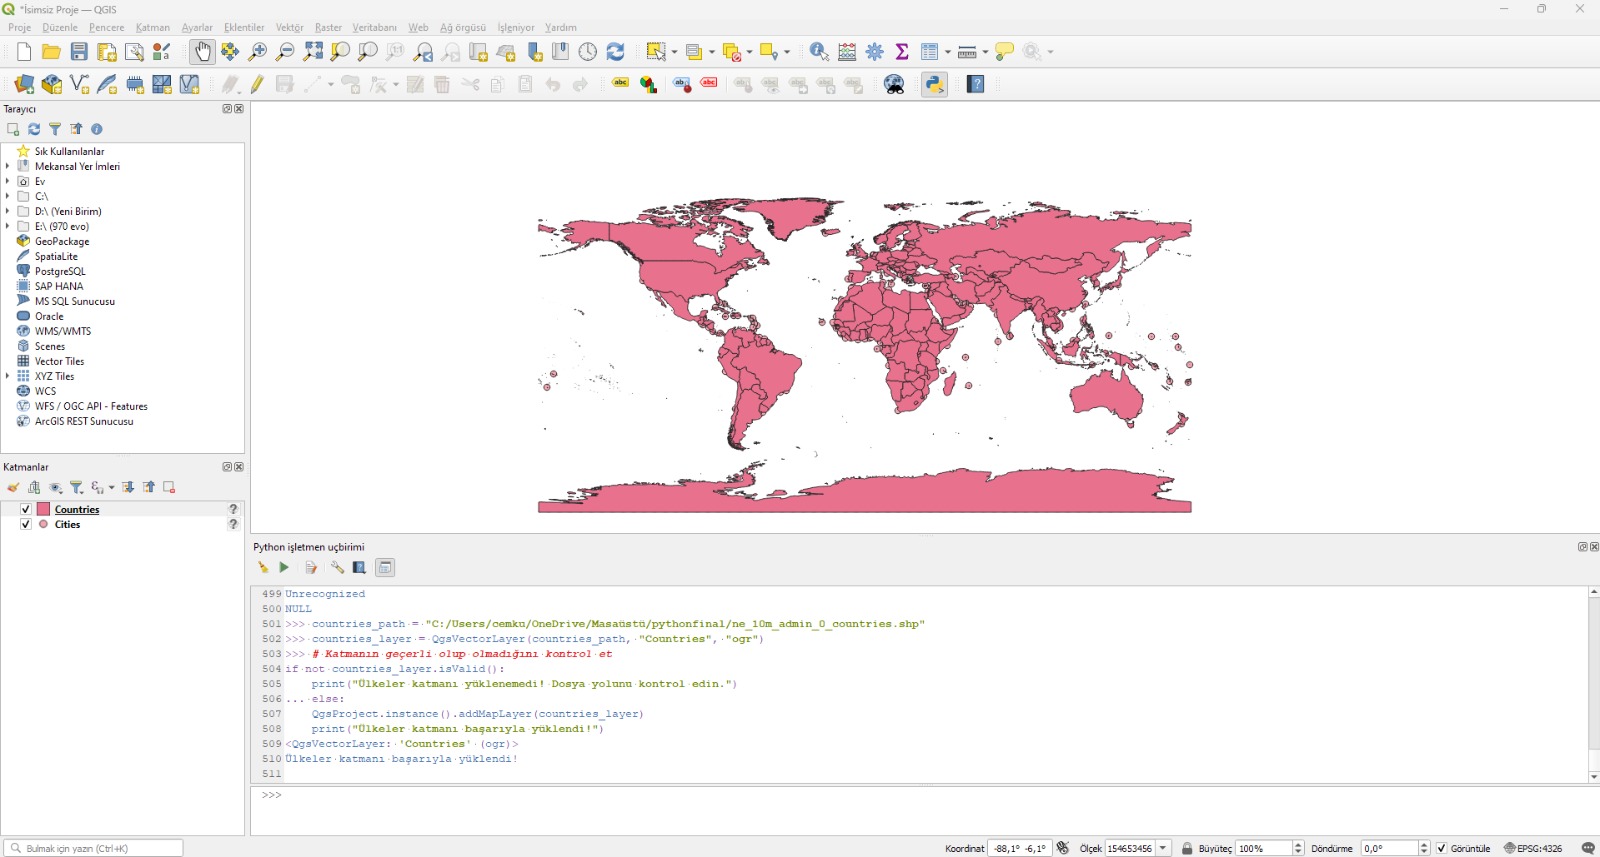 *İsimsiz Proje — QGIS
Proje Düzenle Pencere Katman Ayarlar Eklentiler Vektör Raster Veritabanı Web Ağ örgüsü İşleniyor Yardım
Tarayıcı
Sık Kullanılanlar
Mekansal Yer İmleri
Ev
C:\
D:\ (Yeni Birim)
E:\ (970 evo)
GeoPackage
SpatiaLite
PostgreSQL
SAP HANA
MS SQL Sunucusu
Oracle
WMS/WMTS
Scenes
Vector Tiles
XYZ Tiles
WCS
WFS / OGC API - Features
ArcGIS REST Sunucusu
Katmanlar
Countries ?
Cities ?
Python işletmen uçbirimi
499 Unrecognized
500 NULL
501 >>> countries_path = "C:/Users/cemku/OneDrive/Masaüstü/pythonfinal/ne_10m_admin_0_countries.shp"
502 >>> countries_layer = QgsVectorLayer(countries_path, "Countries", "ogr")
503 >>> # Katmanın geçerli olup olmadığını kontrol et
504 if not countries_layer.isValid():
505 print("Ülkeler katmanı yüklenemedi! Dosya yolunu kontrol edin.")
506 ... else:
507 QgsProject.instance().addMapLayer(countries_layer)
508 print("Ülkeler katmanı başarıyla yüklendi!")
509 <QgsVectorLayer: 'Countries' (ogr)>
510 Ülkeler katmanı başarıyla yüklendi!
511
>>>
Bulmak için yazın (Ctrl+K) Koordinat -88,1° -6,1° Ölçek 154653456 Büyüteç 100% Döndürme 0,0° Görüntüle EPSG:4326